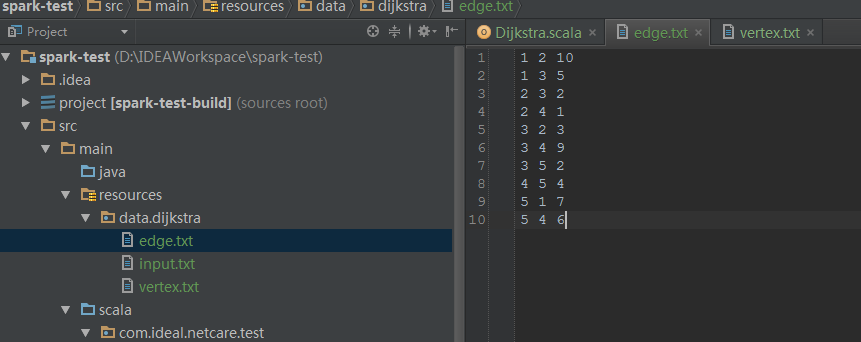 spark-test src main resources data dijkstra edge.txt
Project
Dijkstra.scala × edge.txt × vertex.txt ×
spark-test (D:\IDEAWorkspace\spark-test)
.idea
project [spark-test-build] (sources root)
src
main
java
resources
data.dijkstra
edge.txt
input.txt
vertex.txt
scala
com.ideal.netcare.test
1 1 2 10
2 1 3 5
3 2 3 2
4 2 4 1
5 3 2 3
6 3 4 9
7 3 5 2
8 4 5 4
9 5 1 7
10 5 4 6